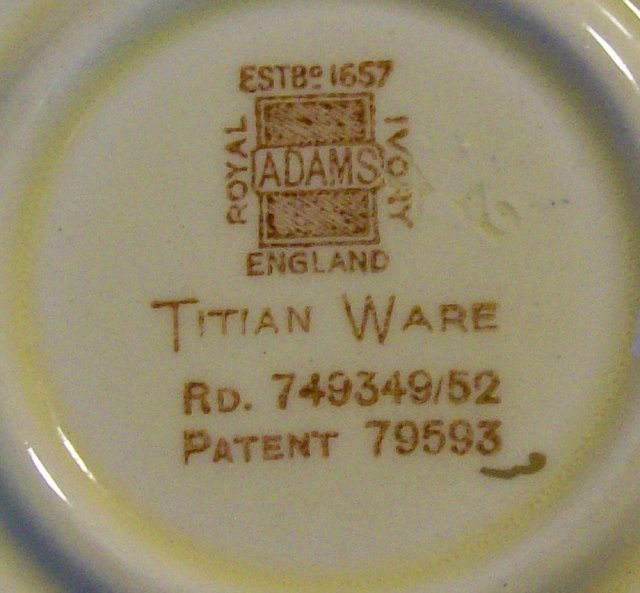 ESTBD 1657
ROYAL
ADAMS
IVORY
ENGLAND
TITIAN WARE
RD. 749349/52
PATENT 79593